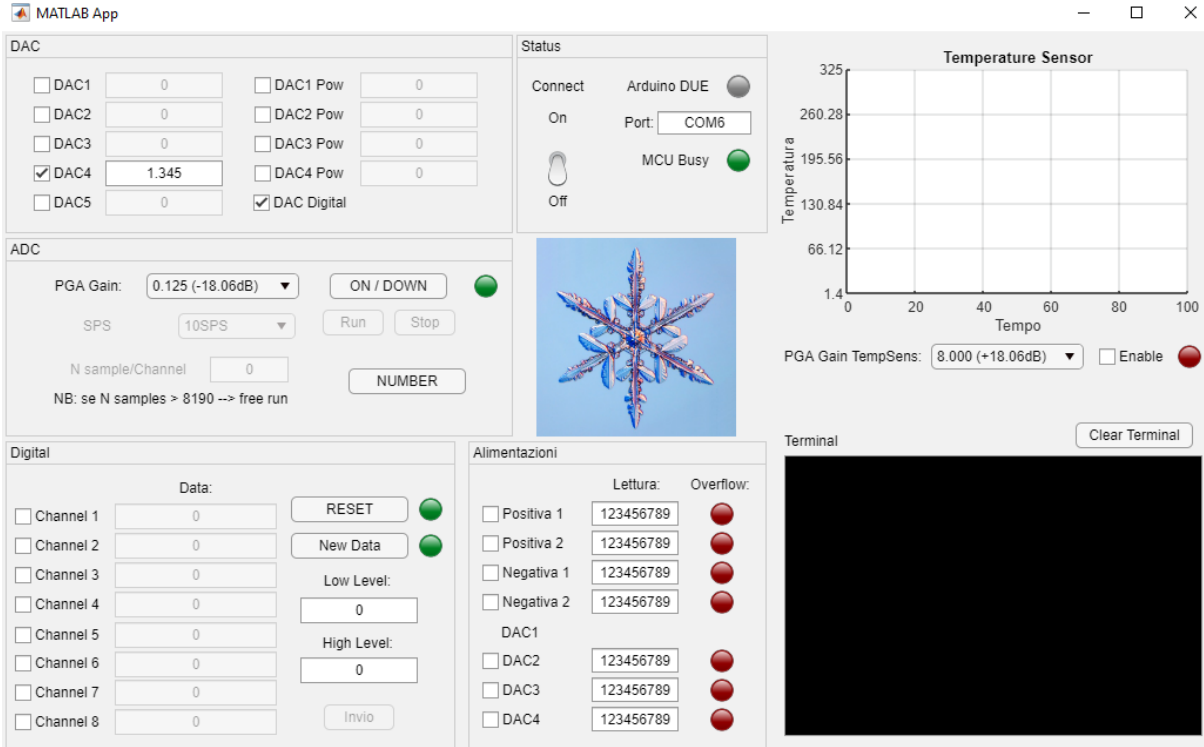 MATLAB App
DAC
DAC1 0 DAC1 Pow 0
DAC2 0 DAC2 Pow 0
DAC3 0 DAC3 Pow 0
DAC4 1.345 DAC4 Pow 0
DAC5 0 DAC Digital
Status
Connect Arduino DUE
On Port: COM6
MCU Busy
Off
Temperature Sensor
325
260.28
195.56
130.84
66.12
1.4
Temperatura
0 20 40 60 80 100
Tempo
PGA Gain TempSens: 8.000 (+18.06dB) Enable
ADC
PGA Gain: 0.125 (-18.06dB) ON / DOWN
SPS 10SPS Run Stop
N sample/Channel 0 NUMBER
NB: se N samples > 8190 --> free run
Digital
Data:
Channel 1 0
Channel 2 0
Channel 3 0
Channel 4 0
Channel 5 0
Channel 6 0
Channel 7 0
Channel 8 0
RESET
New Data
Low Level:
0
High Level:
0
Invio
Alimentazioni
Lettura: Overflow:
Positiva 1 123456789
Positiva 2 123456789
Negativa 1 123456789
Negativa 2 123456789
DAC1
DAC2 123456789
DAC3 123456789
DAC4 123456789
Terminal Clear Terminal